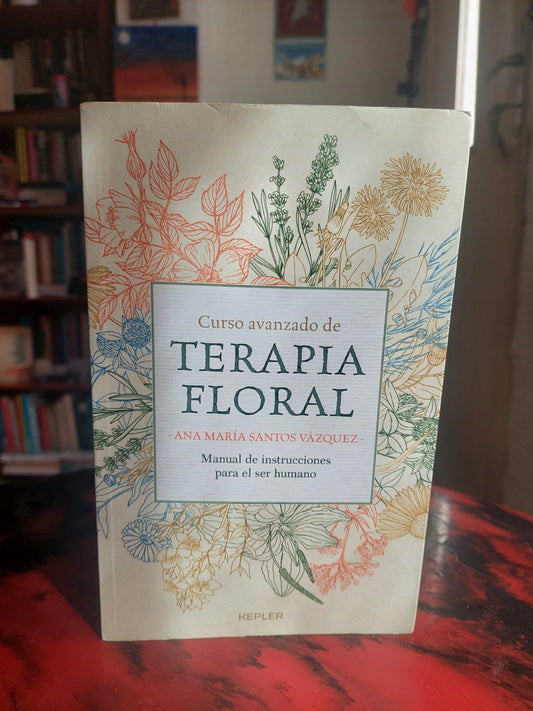 Curso avanzado de
TERAPIA
FLORAL
- ANA MARÍA SANTOS VÁZQUEZ -
Manual de instrucciones
para el ser humano
KEPLER